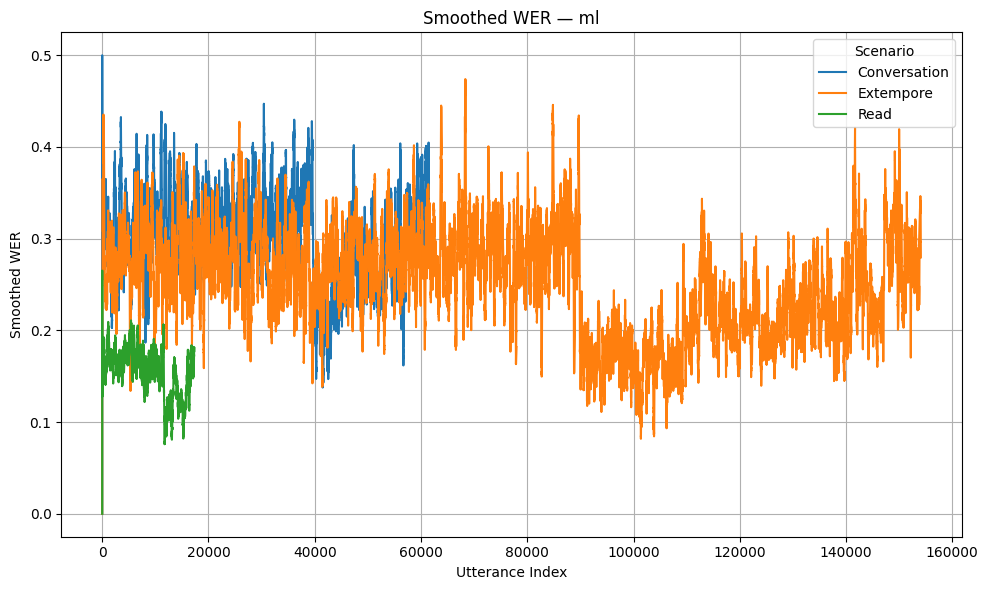 Smoothed WER — ml
Scenario
Conversation
Extempore
Read
Smoothed WER
0.5
0.4
0.3
0.2
0.1
0.0
0 20000 40000 60000 80000 100000 120000 140000 160000
Utterance Index